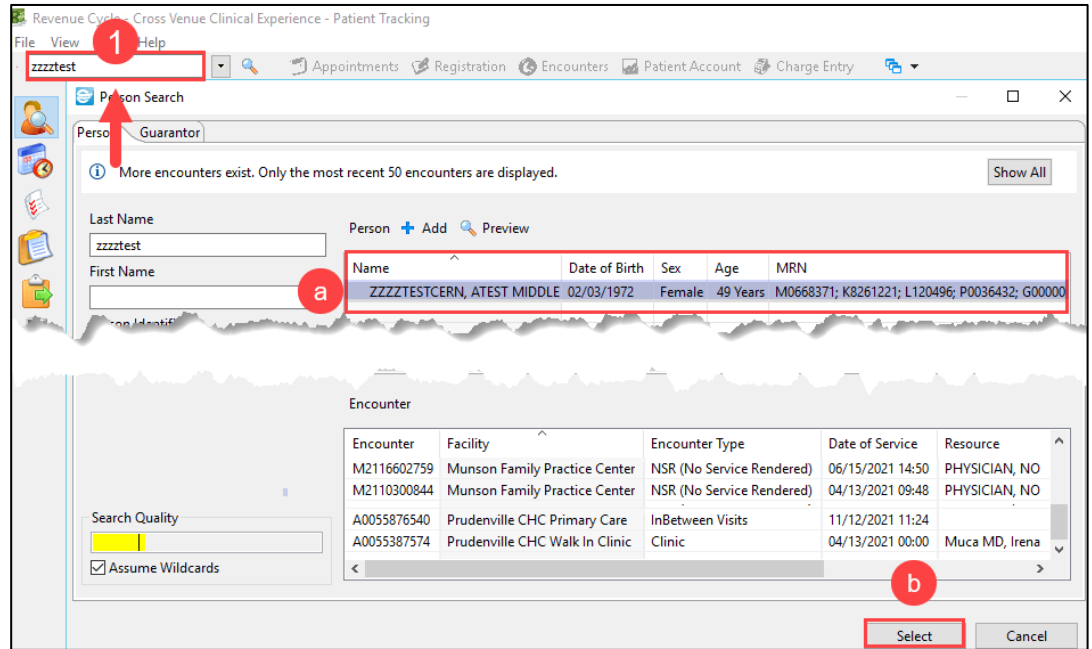 Revenue Cycle - Cross Venue Clinical Experience - Patient Tracking
File View Help
1
zzzztest Appointments Registration Encounters Patient Account Charge Entry
Person Search
Person Guarantor
More encounters exist. Only the most recent 50 encounters are displayed. Show All
Last Name
Person Add Preview
zzzztest
First Name
Name Date of Birth Sex Age MRN
a
ZZZZTESTCERN, ATEST MIDDLE 02/03/1972 Female 49 Years M0668371; K8261221; L120496; P0036432; G00000
Encounter
Encounter Facility Encounter Type Date of Service Resource
M2116602759 Munson Family Practice Center NSR (No Service Rendered) 06/15/2021 14:50 PHYSICIAN, NO
M2110300844 Munson Family Practice Center NSR (No Service Rendered) 04/13/2021 09:48 PHYSICIAN, NO
Search Quality
A0055876540 Prudenville CHC Primary Care InBetween Visits 11/12/2021 11:24
A0055387574 Prudenville CHC Walk In Clinic Clinic 04/13/2021 00:00 Muca MD, Irena
Assume Wildcards
b
Select Cancel